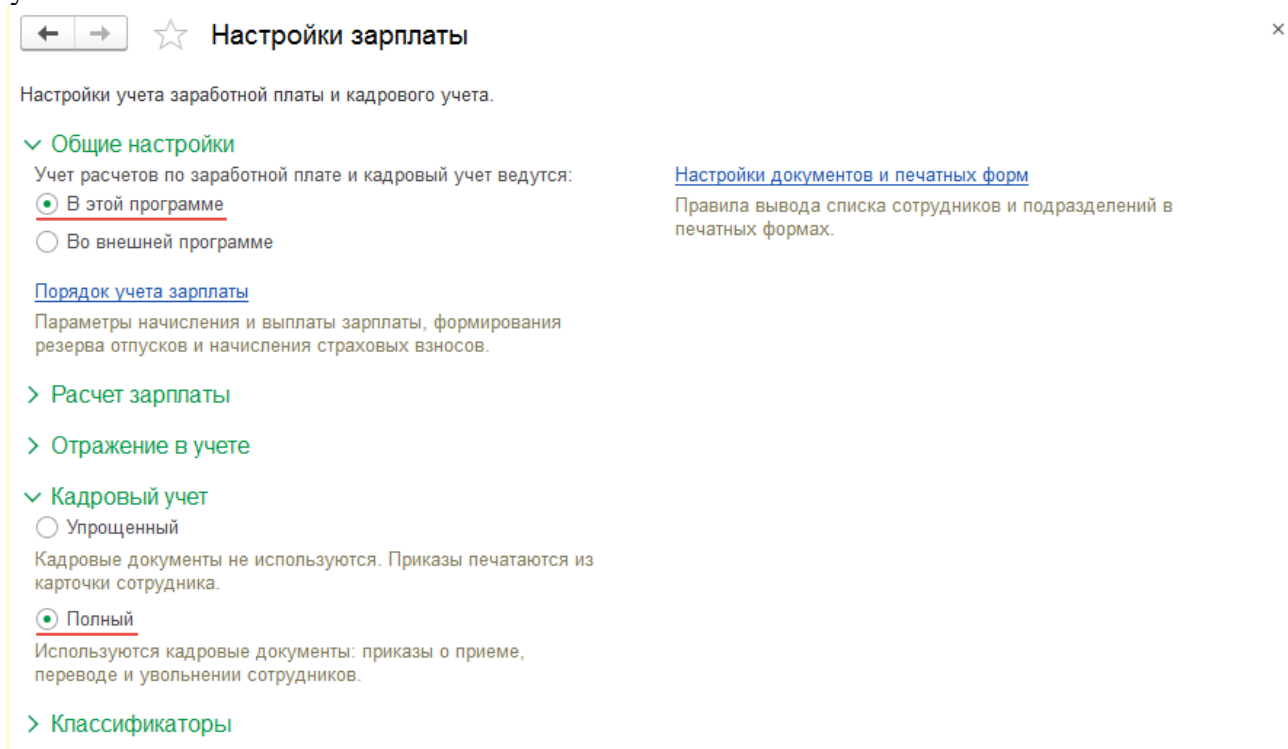 Настройки зарплаты
Настройки учета заработной платы и кадрового учета.
Общие настройки
Учет расчетов по заработной плате и кадровый учет ведутся:
В этой программе
Во внешней программе
Порядок учета зарплаты
Параметры начисления и выплаты зарплаты, формирования
резерва отпусков и начисления страховых взносов.
Настройки документов и печатных форм
Правила вывода списка сотрудников и подразделений в
печатных формах.
Расчет зарплаты
Отражение в учете
Кадровый учет
Упрощенный
Кадровые документы не используются. Приказы печатаются из
карточки сотрудника.
Полный
Используются кадровые документы: приказы о приеме,
переводе и увольнении сотрудников.
Классификаторы